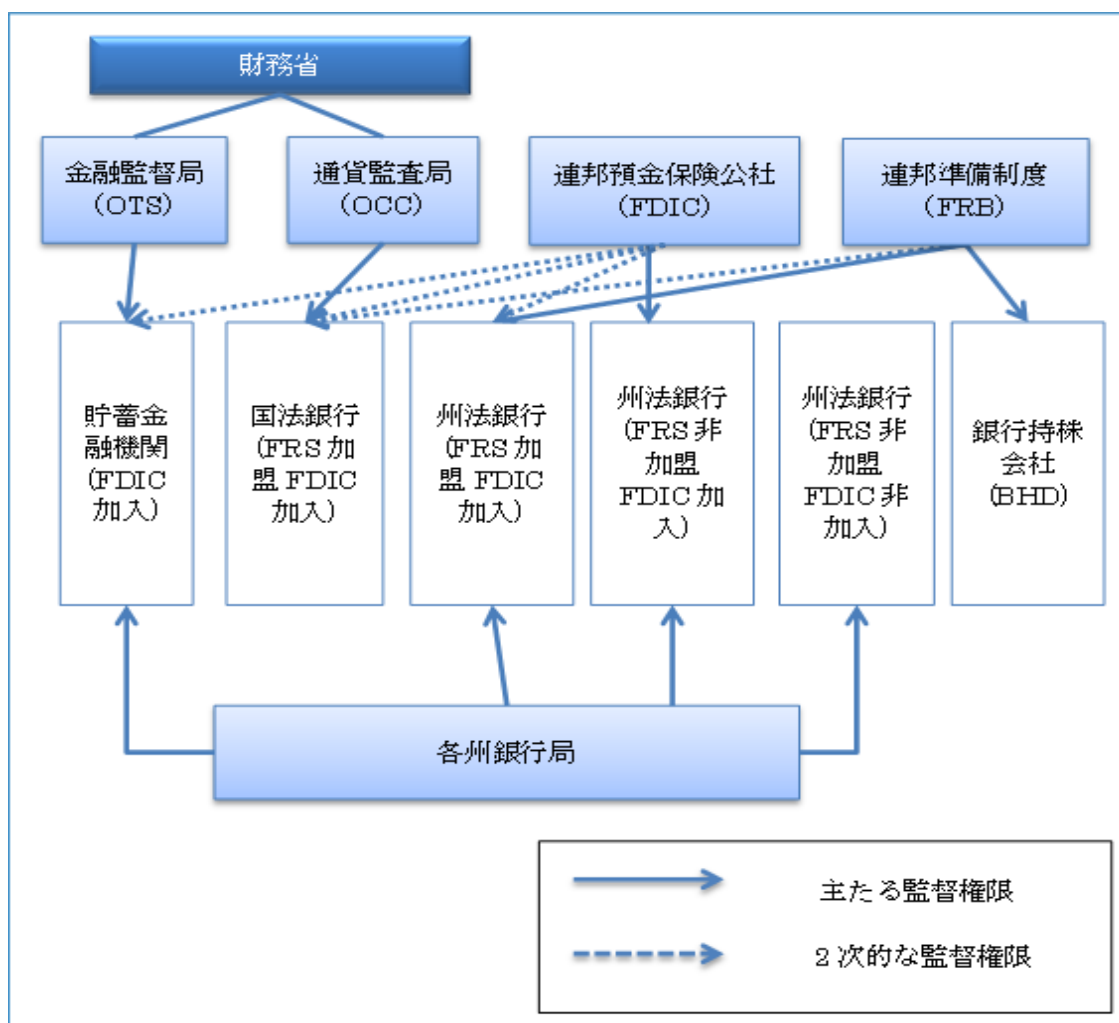 財務省
金融監督局
(OTS)
通貨監査局
(OCC)
連邦預金保険公社
(FDIC)
連邦準備制度
(FRB)
貯蓄金
融機関
(FDIC
加入)
国法銀行
(FRS 加
盟 FDIC
加入)
州法銀行
(FRS 加
盟 FDIC
加入)
州法銀行
(FRS 非
加盟
FDIC 加
入)
州法銀行
(FRS 非
加盟
FDIC 非
加入)
銀行持株
会社
(BHD)
各州銀行局
主たる監督権限
2 次的な監督権限